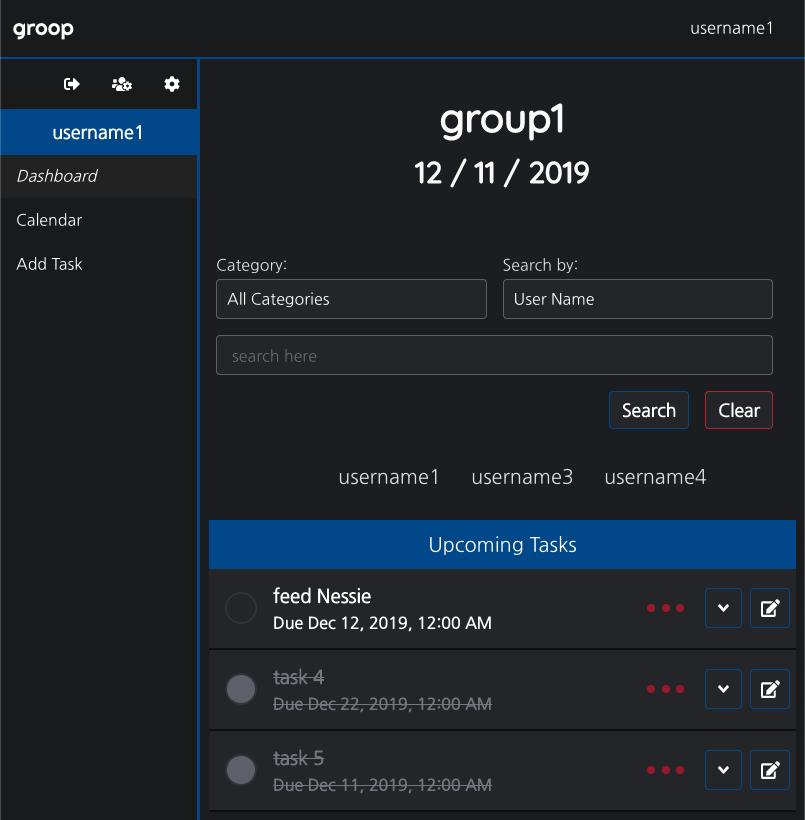 groop
username1
username1
Dashboard
Calendar
Add Task
group1
12 / 11 / 2019
Category:
Search by:
All Categories
User Name
search here
Search
Clear
username1 username3 username4
Upcoming Tasks
feed Nessie
Due Dec 12, 2019, 12:00 AM
task 4
Due Dec 22, 2019, 12:00 AM
task 5
Due Dec 11, 2019, 12:00 AM